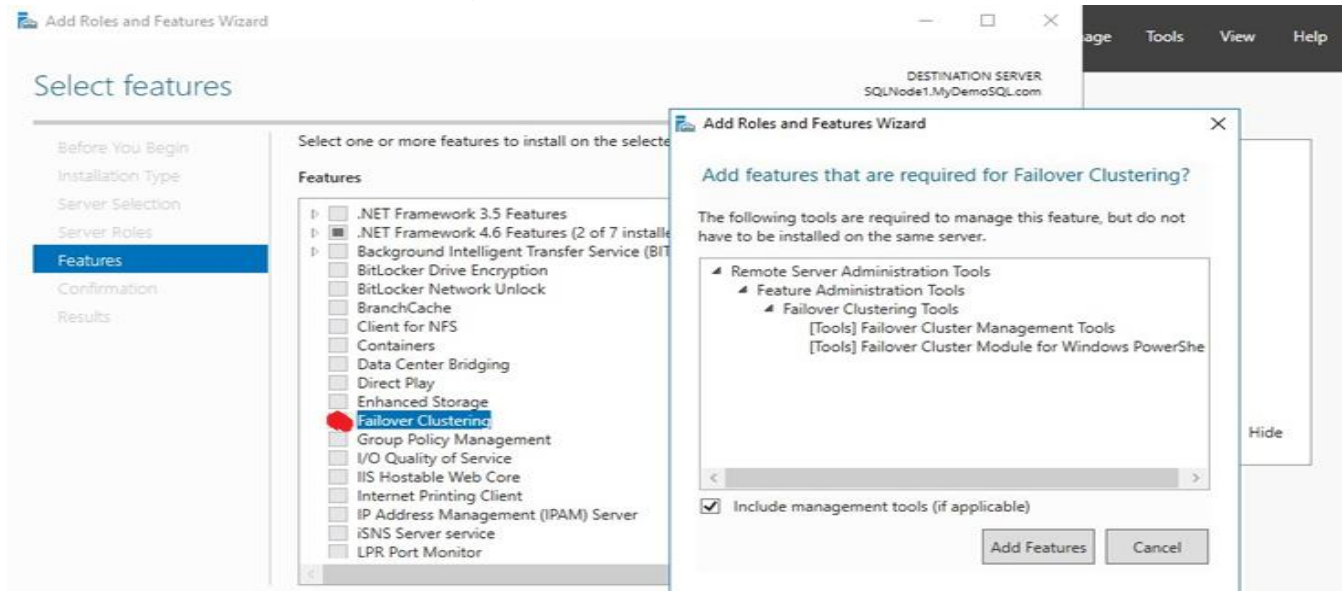 Add Roles and Features Wizard
age Tools View Help
Select features
DESTINATION SERVER
SQLNode1.MyDemoSQL.com
Before You Begin
Installation Type
Server Selection
Server Roles
Features
Confirmation
Results
Select one or more features to install on the selecte
Features
.NET Framework 3.5 Features
.NET Framework 4.6 Features (2 of 7 installe
Background Intelligent Transfer Service (BIT
BitLocker Drive Encryption
BitLocker Network Unlock
BranchCache
Client for NFS
Containers
Data Center Bridging
Direct Play
Enhanced Storage
Failover Clustering
Group Policy Management
I/O Quality of Service
IIS Hostable Web Core
Internet Printing Client
IP Address Management (IPAM) Server
iSNS Server service
LPR Port Monitor
Add Roles and Features Wizard
Add features that are required for Failover Clustering?
The following tools are required to manage this feature, but do not
have to be installed on the same server.
Remote Server Administration Tools
Feature Administration Tools
Failover Clustering Tools
[Tools] Failover Cluster Management Tools
[Tools] Failover Cluster Module for Windows PowerShe
Include management tools (if applicable)
Add Features Cancel
Hide